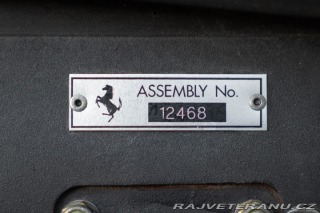 ASSEMBLY No.
12468
RAJVETERANU.CZ